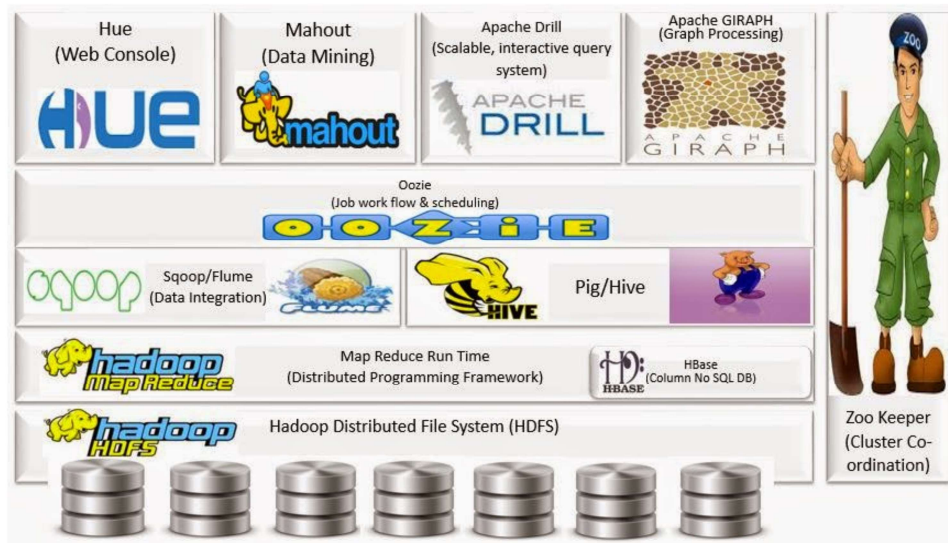 Hue
(Web Console)
HUE
Mahout
(Data Mining)
mahout
Apache Drill
(Scalable, interactive query
system)
APACHE
DRILL
Apache GIRAPH
(Graph Processing)
APACHE
GIRAPH
ZOO
Oozie
(Job work flow & scheduling)
OOZiE
sqoop
Sqoop/Flume
(Data Integration)
FLUME
HIVE
Pig/Hive
hadoop
Map Reduce
Map Reduce Run Time
(Distributed Programming Framework)
HBASE
HBase
(Column No SQL DB)
hadoop
HDFS
Hadoop Distributed File System (HDFS)
Zoo Keeper
(Cluster Co-
ordination)